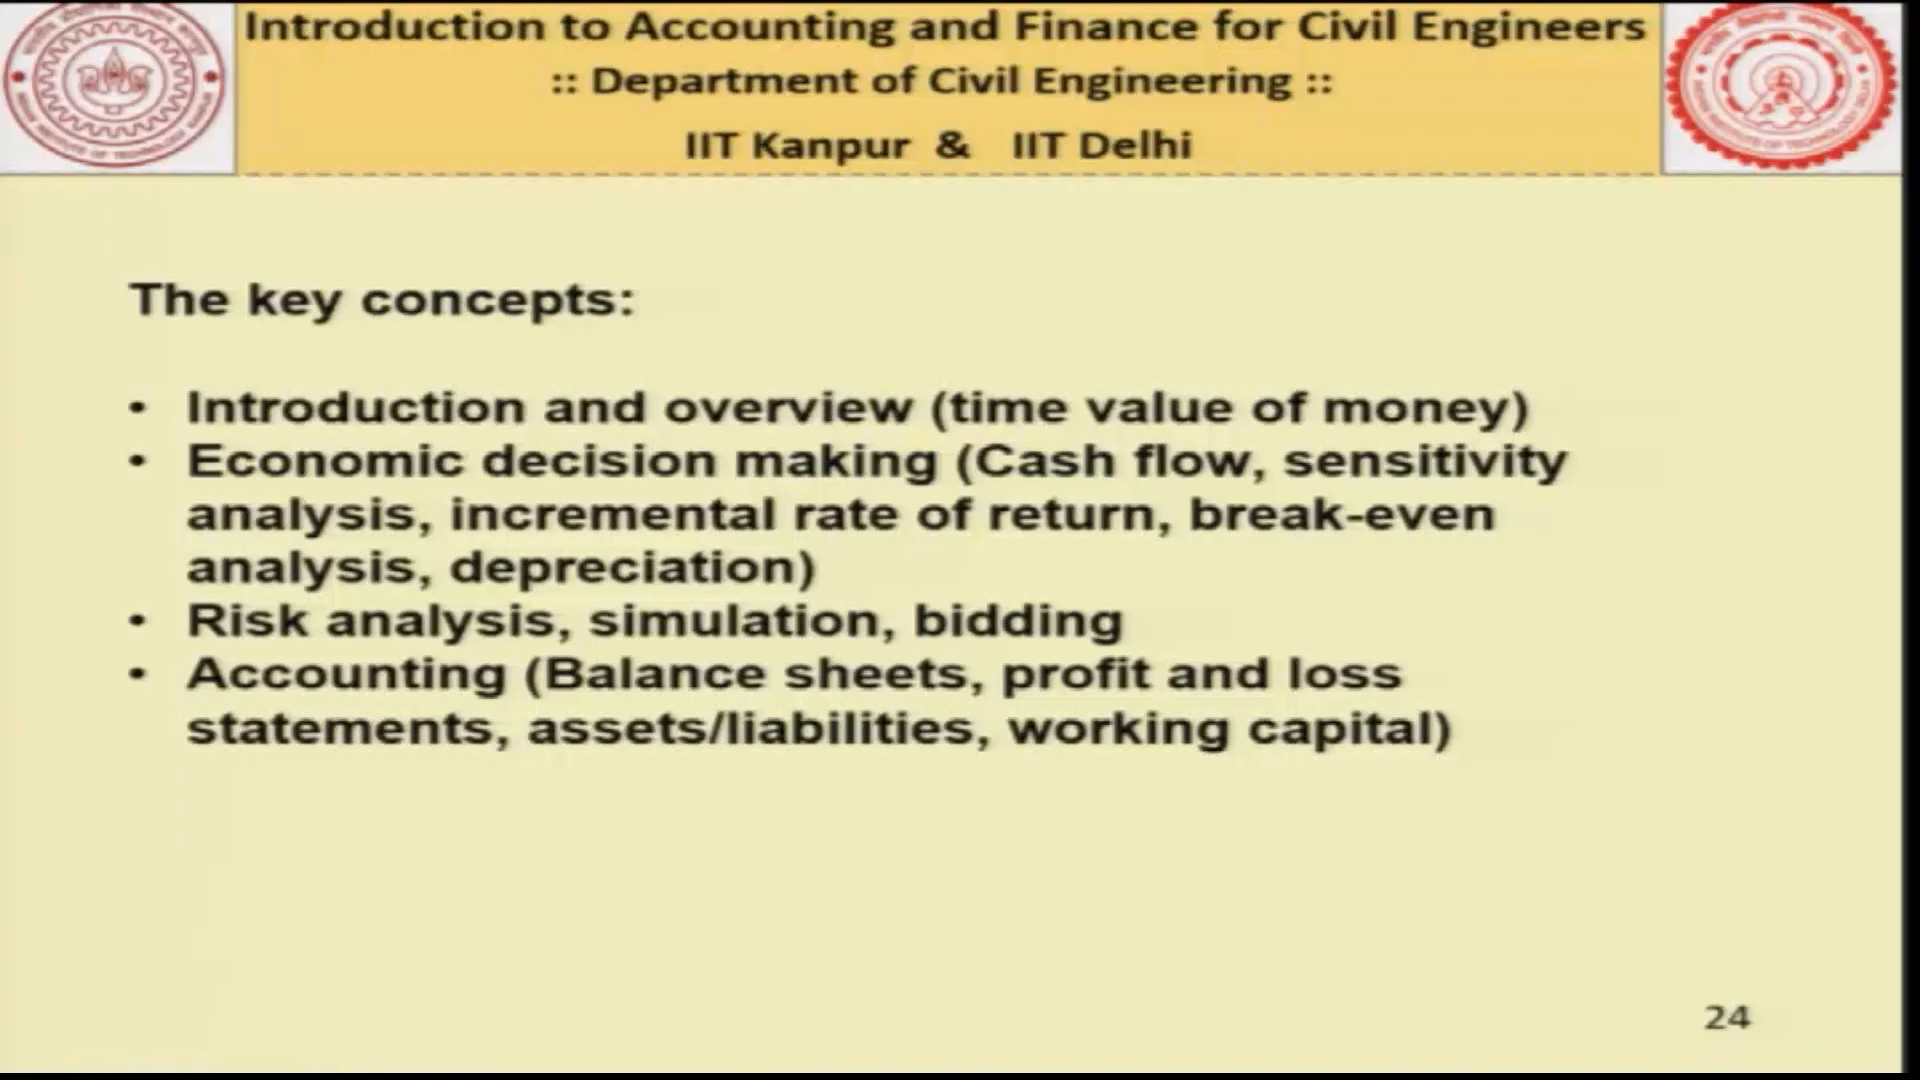 Introduction to Accounting and Finance for Civil Engineers
:: Department of Civil Engineering ::
IIT Kanpur & IIT Delhi
The key concepts:
• Introduction and overview (time value of money)
• Economic decision making (Cash flow, sensitivity
analysis, incremental rate of return, break-even
analysis, depreciation)
• Risk analysis, simulation, bidding
• Accounting (Balance sheets, profit and loss
statements, assets/liabilities, working capital)
24